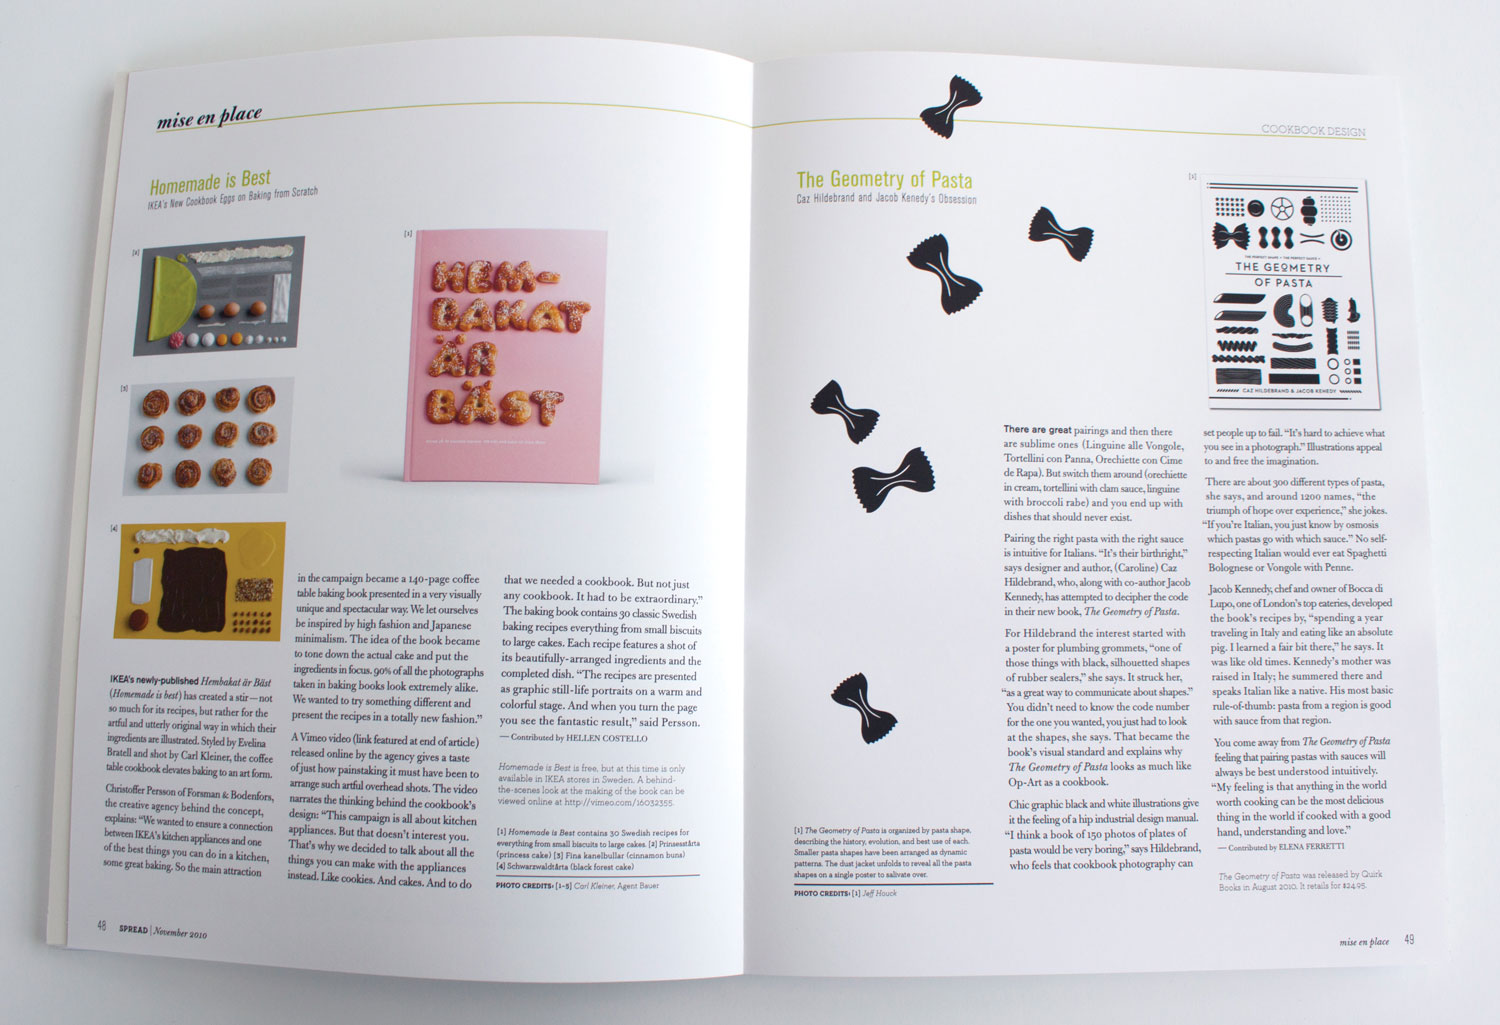 mise en place
Homemade is Best
IKEA's New Cookbook Eggs on Baking from Scratch
[2]
[3]
[4]
[1]
HEM-
BAKAT
ÄR
BÄST
IKEA's newly-published Hembakat är Bäst
(Homemade is best) has created a stir—not
so much for its recipes, but rather for the
artful and utterly original way in which their
ingredients are illustrated. Styled by Evelina
Bratell and shot by Carl Kleiner, the coffee
table cookbook elevates baking to an art form.
Christoffer Persson of Forsman & Bodenfors,
the creative agency behind the concept,
explains: "We wanted to ensure a connection
between IKEA's kitchen appliances and one
of the best things you can do in a kitchen,
some great baking. So the main attraction
in the campaign became a 140-page coffee
table baking book presented in a very visually
unique and spectacular way. We let ourselves
be inspired by high fashion and Japanese
minimalism. The idea of the book became
to tone down the actual cake and put the
ingredients in focus. 90% of all the photographs
taken in baking books look extremely alike.
We wanted to try something different and
present the recipes in a totally new fashion."
A Vimeo video (link featured at end of article)
released online by the agency gives a taste
of just how painstaking it must have been to
arrange such artful overhead shots. The video
narrates the thinking behind the cookbook's
design: "This campaign is all about kitchen
appliances. But that doesn't interest you.
That's why we decided to talk about all the
things you can make with the appliances
instead. Like cookies. And cakes. And to do
that we needed a cookbook. But not just
any cookbook. It had to be extraordinary."
The baking book contains 30 classic Swedish
baking recipes everything from small biscuits
to large cakes. Each recipe features a shot of
its beautifully-arranged ingredients and the
completed dish. "The recipes are presented
as graphic still-life portraits on a warm and
colorful stage. And when you turn the page
you see the fantastic result," said Persson.
— Contributed by HELLEN COSTELLO
Homemade is Best is free, but at this time is only
available in IKEA stores in Sweden. A behind-
the-scenes look at the making of the book can be
viewed online at http://vimeo.com/16032355.
[1] Homemade is Best contains 30 Swedish recipes for
everything from small biscuits to large cakes. [2] Prinsesstårta
(princess cake) [3] Fina kanelbullar (cinnamon buns)
[4] Schwarzwaldtårta (black forest cake)
PHOTO CREDITS: [1-5] Carl Kleiner, Agent Bauer
48 SPREAD | November 2010
COOKBOOK DESIGN
The Geometry of Pasta
Caz Hildebrand and Jacob Kenedy's Obsession
[1]
THE PERFECT SHAPE + THE PERFECT SAUCE =
THE GEOMETRY
OF PASTA
CAZ HILDEBRAND & JACOB KENEDY
There are great pairings and then there
are sublime ones (Linguine alle Vongole,
Tortellini con Panna, Orechiette con Cime
de Rapa). But switch them around (orechiette
in cream, tortellini with clam sauce, linguine
with broccoli rabe) and you end up with
dishes that should never exist.
Pairing the right pasta with the right sauce
is intuitive for Italians. "It's their birthright,"
says designer and author, (Caroline) Caz
Hildebrand, who, along with co-author Jacob
Kennedy, has attempted to decipher the code
in their new book, The Geometry of Pasta.
For Hildebrand the interest started with
a poster for plumbing grommets, "one of
those things with black, silhouetted shapes
of rubber sealers," she says. It struck her,
"as a great way to communicate about shapes."
You didn't need to know the code number
for the one you wanted, you just had to look
at the shapes, she says. That became the
book's visual standard and explains why
The Geometry of Pasta looks as much like
Op-Art as a cookbook.
Chic graphic black and white illustrations give
it the feeling of a hip industrial design manual.
"I think a book of 150 photos of plates of
pasta would be very boring," says Hildebrand,
who feels that cookbook photography can
set people up to fail. "It's hard to achieve what
you see in a photograph." Illustrations appeal
to and free the imagination.
There are about 300 different types of pasta,
she says, and around 1200 names, "the
triumph of hope over experience," she jokes.
"If you're Italian, you just know by osmosis
which pastas go with which sauce." No self-
respecting Italian would ever eat Spaghetti
Bolognese or Vongole with Penne.
Jacob Kennedy, chef and owner of Bocca di
Lupo, one of London's top eateries, developed
the book's recipes by, "spending a year
traveling in Italy and eating like an absolute
pig. I learned a fair bit there," he says. It
was like old times. Kennedy's mother was
raised in Italy; he summered there and
speaks Italian like a native. His most basic
rule-of-thumb: pasta from a region is good
with sauce from that region.
You come away from The Geometry of Pasta
feeling that pairing pastas with sauces will
always be best understood intuitively.
"My feeling is that anything in the world
worth cooking can be the most delicious
thing in the world if cooked with a good
hand, understanding and love."
— Contributed by ELENA FERRETTI
The Geometry of Pasta was released by Quirk
Books in August 2010. It retails for $24.95.
[1] The Geometry of Pasta is organized by pasta shape,
describing the history, evolution, and best use of each.
Smaller pasta shapes have been arranged as dynamic
patterns. The dust jacket unfolds to reveal all the pasta
shapes on a single poster to salivate over.
PHOTO CREDITS: [1] Jeff Houck
mise en place 49